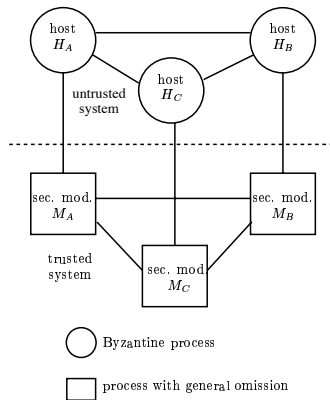 host
H_A
host
H_B
host
H_C
untrusted
system
sec. mod.
M_A
sec. mod.
M_B
trusted
system
sec. mod.
M_C
Byzantine process
process with general omission